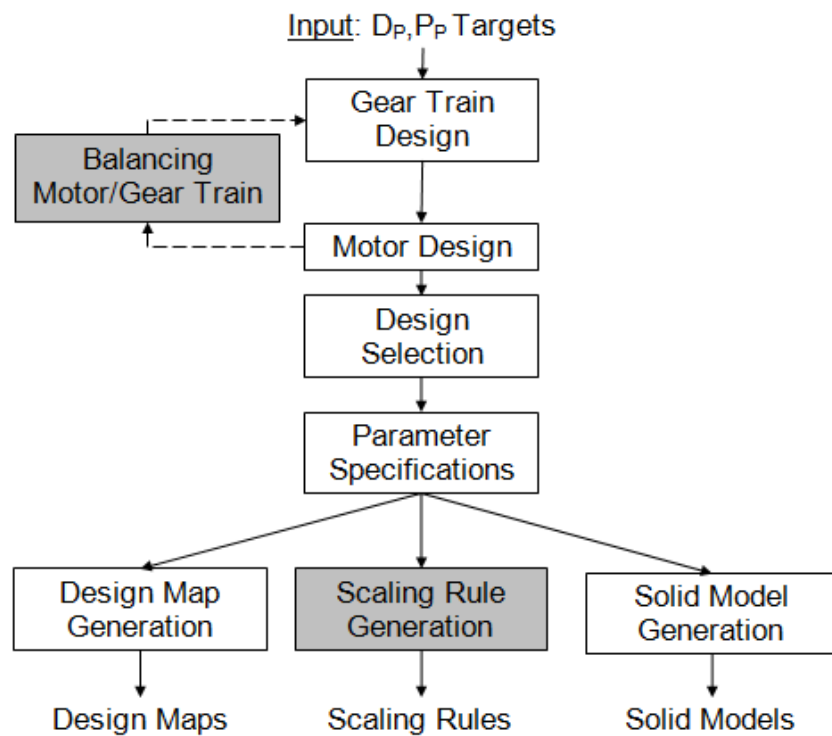 Input: DP,PP Targets
Gear Train
Design
Balancing
Motor/Gear Train
Motor Design
Design
Selection
Parameter
Specifications
Design Map
Generation
Scaling Rule
Generation
Solid Model
Generation
Design Maps
Scaling Rules
Solid Models